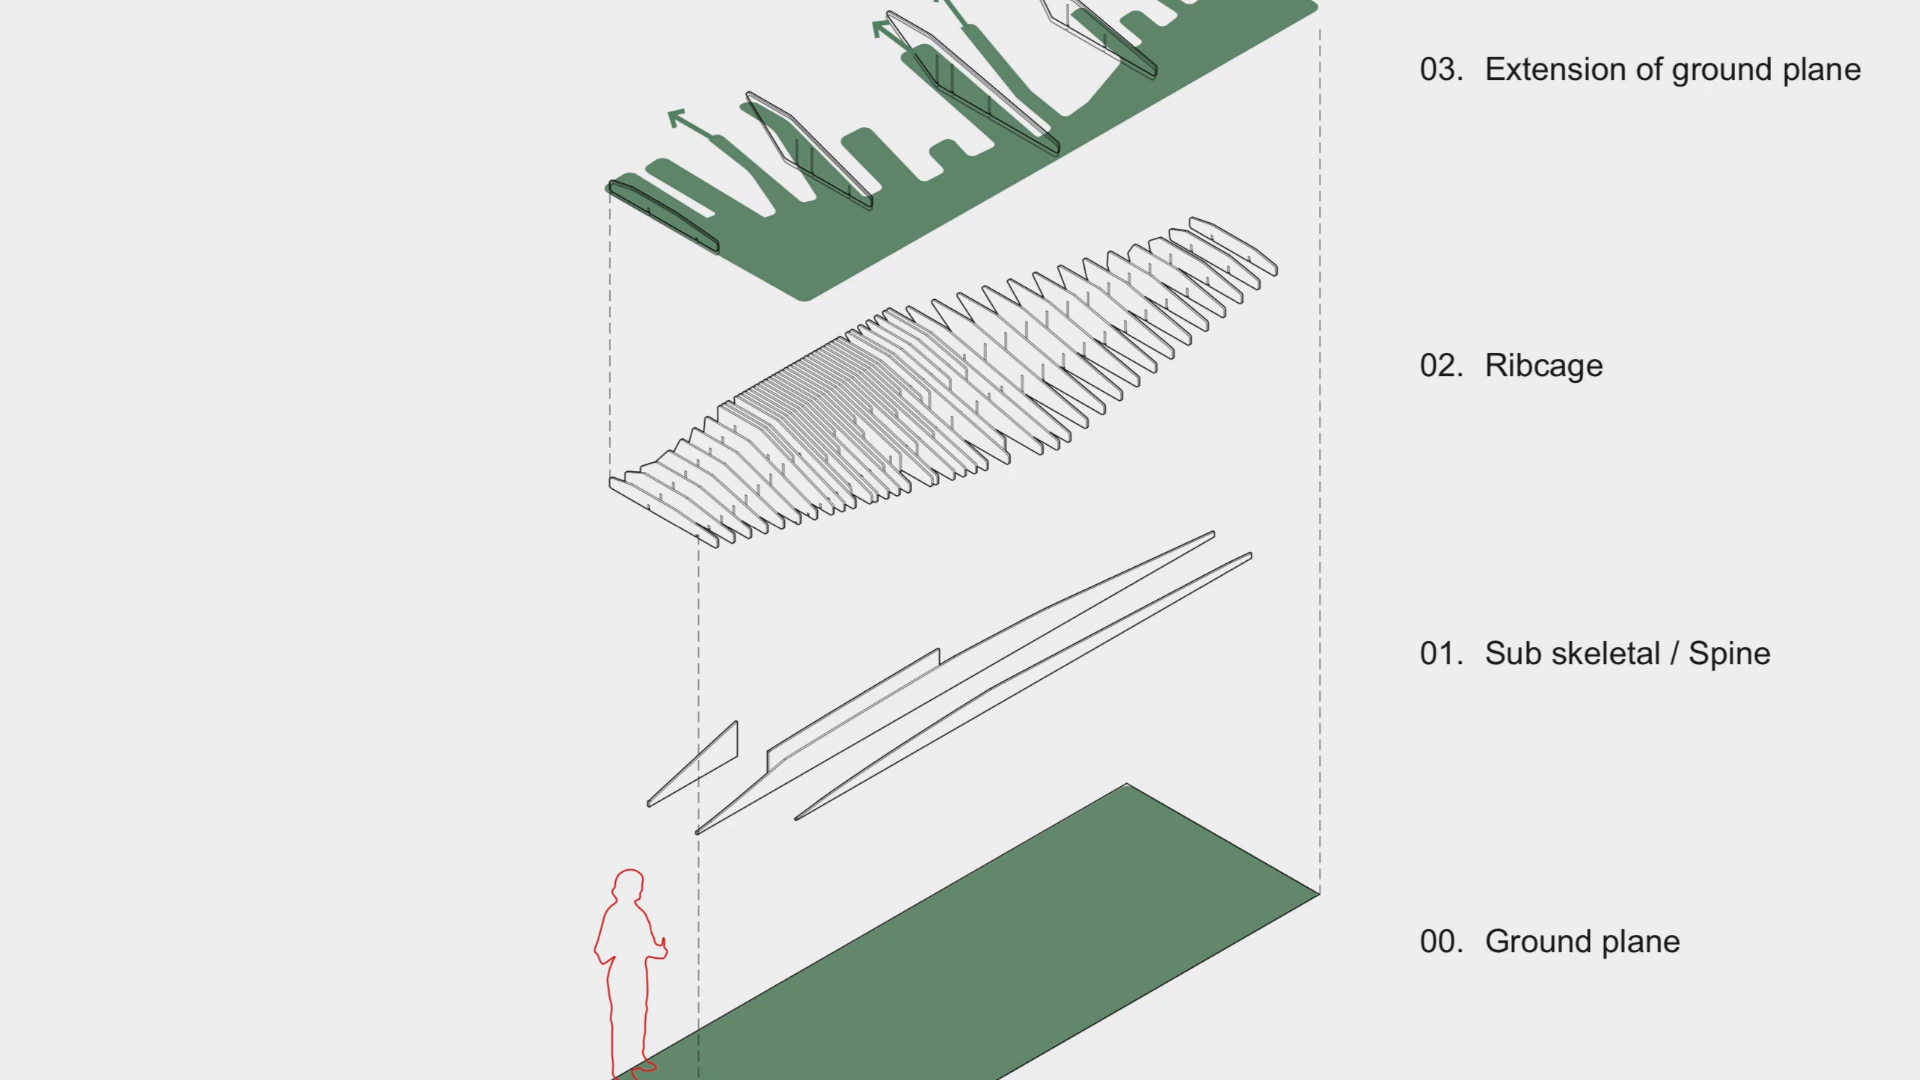 03. Extension of ground plane
02. Ribcage
01. Sub skeletal / Spine
00. Ground plane